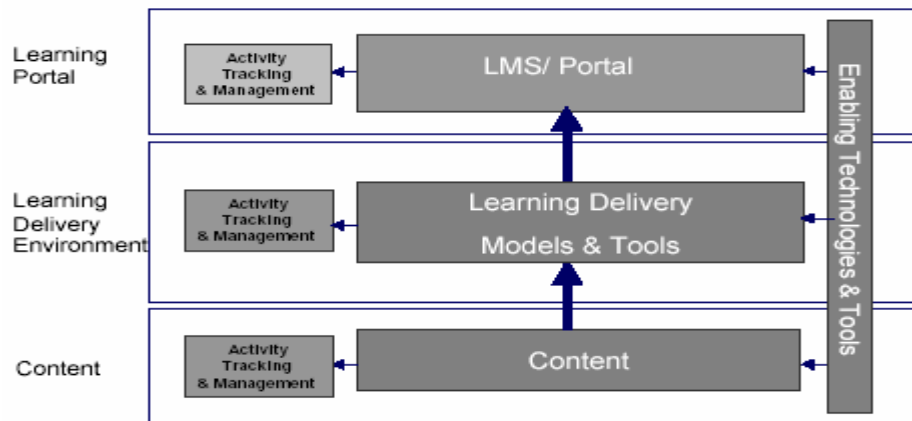 Learning
Portal
Activity
Tracking
& Management
LMS/ Portal
Enabling Technologies & Tools
Learning
Delivery
Environment
Activity
Tracking
& Management
Learning Delivery
Models & Tools
Content
Activity
Tracking
& Management
Content